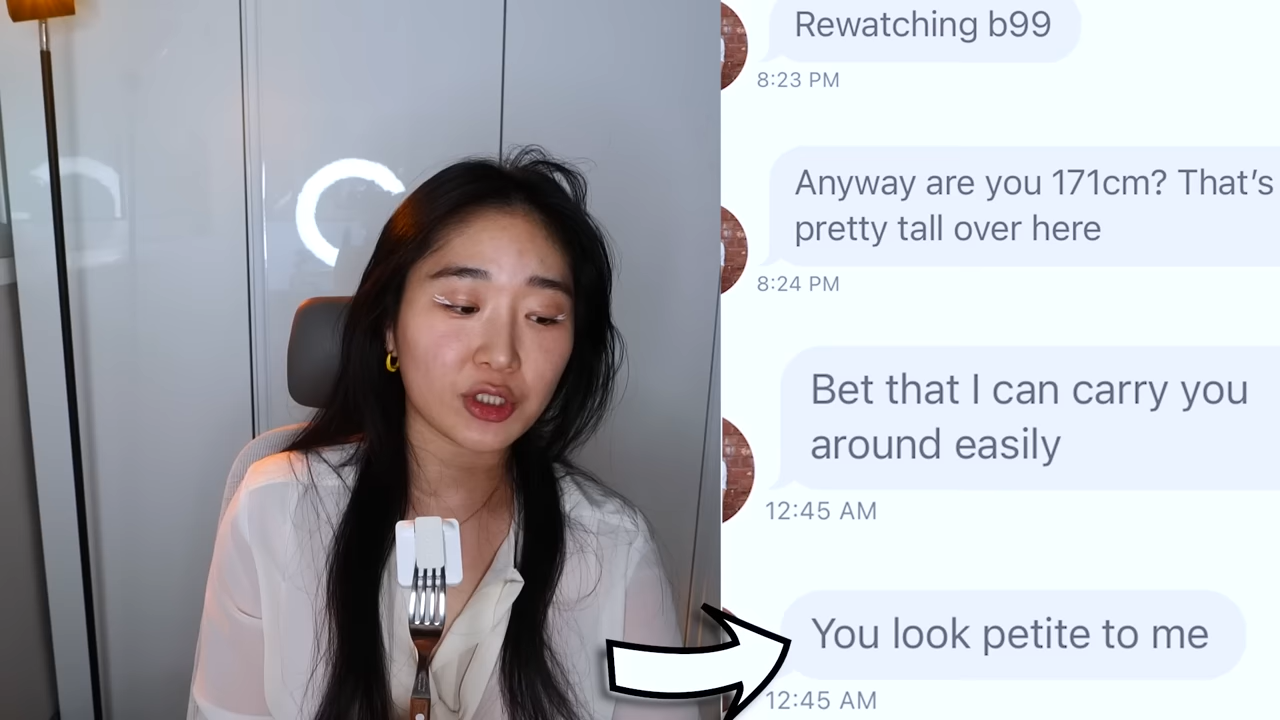 Rewatching b99
8:23 PM
Anyway are you 171cm? That’s
pretty tall over here
8:24 PM
Bet that I can carry you
around easily
12:45 AM
You look petite to me
12:45 AM